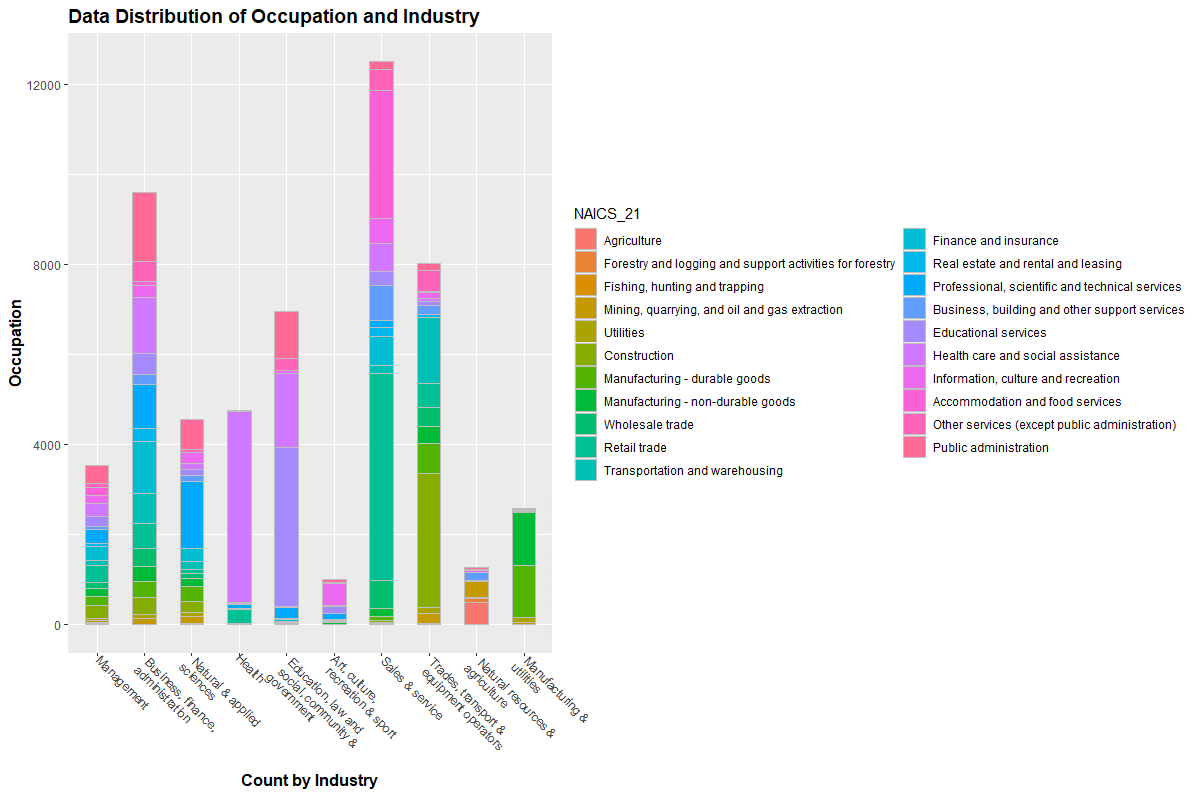 Data Distribution of Occupation and Industry
Occupation
12000
8000
4000
0
Management
Business, finance,
administration
Natural & applied
sciences
Health
Education, law and
social, community &
government
Art, culture,
recreation & sport
Sales & service
Trades, transport &
equipment operators
Natural resources &
agriculture
Manufacturing &
utilities
Count by Industry
NAICS_21
Agriculture
Forestry and logging and support activities for forestry
Fishing, hunting and trapping
Mining, quarrying, and oil and gas extraction
Utilities
Construction
Manufacturing - durable goods
Manufacturing - non-durable goods
Wholesale trade
Retail trade
Transportation and warehousing
Finance and insurance
Real estate and rental and leasing
Professional, scientific and technical services
Business, building and other support services
Educational services
Health care and social assistance
Information, culture and recreation
Accommodation and food services
Other services (except public administration)
Public administration